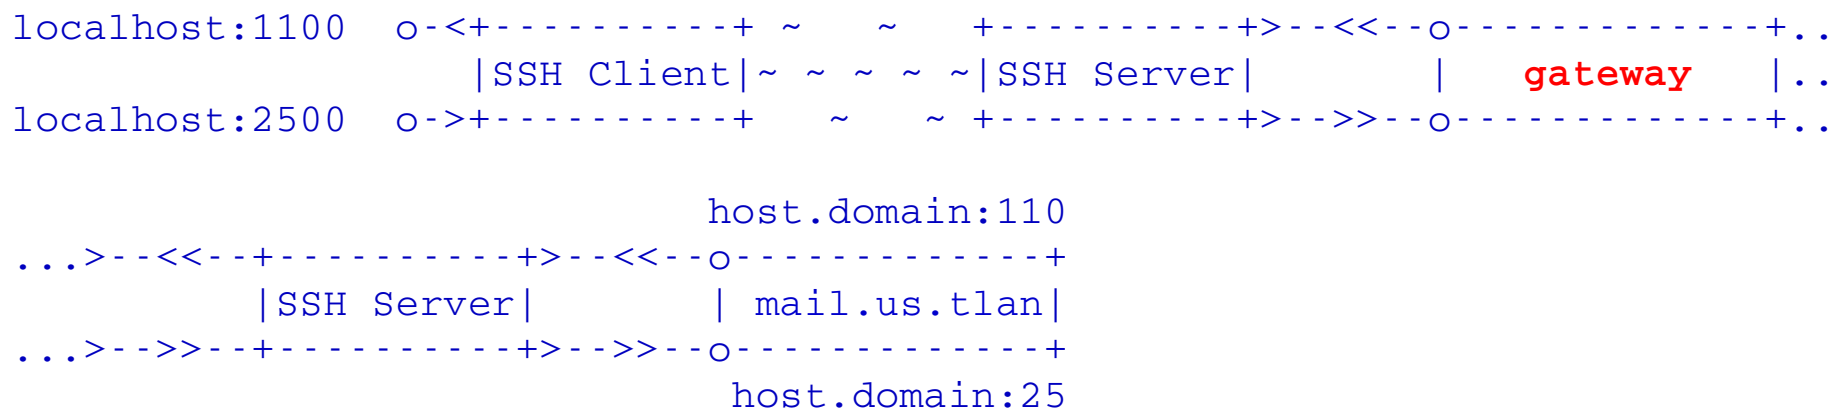 localhost:1100  o-<+----------+ ~   ~   +----------+>--<<--o-------------+..
                   |SSH Client|~ ~ ~ ~ ~|SSH Server|       |   gateway   |..
localhost:2500  o->+----------+   ~   ~ +----------+>-->>--o-------------+..
                             host.domain:110
...>--<<--+----------+>--<<--o-------------+
          |SSH Server|       | mail.us.tlan|
...>-->>--+----------+>-->>--o-------------+
                              host.domain:25